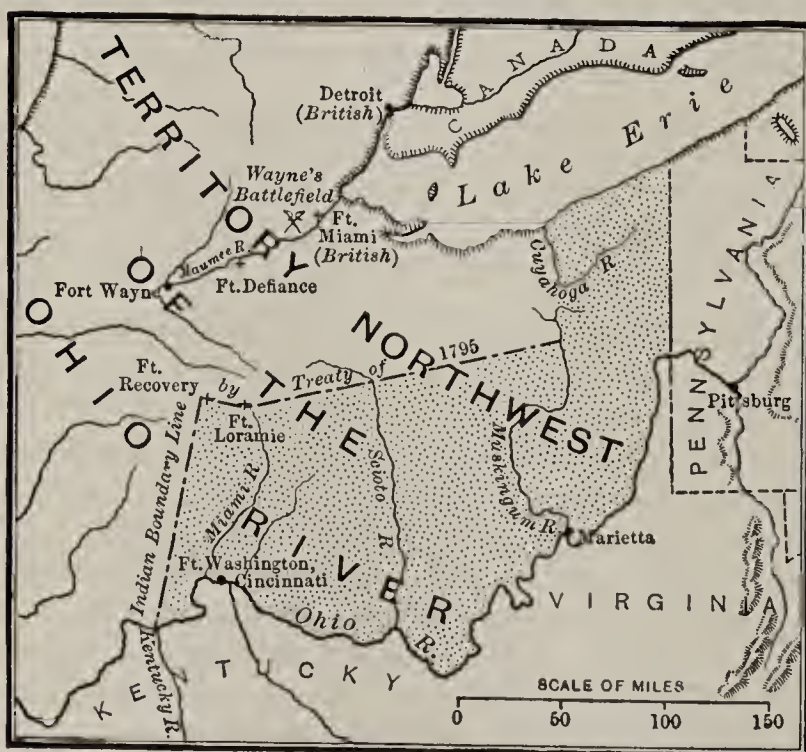 TERRITORY
OF
THE
NORTHWEST
OHIO
RIVER
CANADA
Lake Erie
Detroit
(British)
Wayne's
Battlefield
Ft.
Miami
(British)
Maumee R.
Ft. Defiance
Fort Wayn
Cuyahoga R
PENNSYLVANIA
Pittsburg
Ft.
Recovery
by
Treaty of
1795
Ft.
Loramie
Indian Boundary Line
Miami R
Scioto R
Muskingum R.
Marietta
Ft. Washington,
Cincinnati
Ohio R
VIRGINIA
KENTUCKY
Kentucky R.
SCALE OF MILES
0 50 100 150